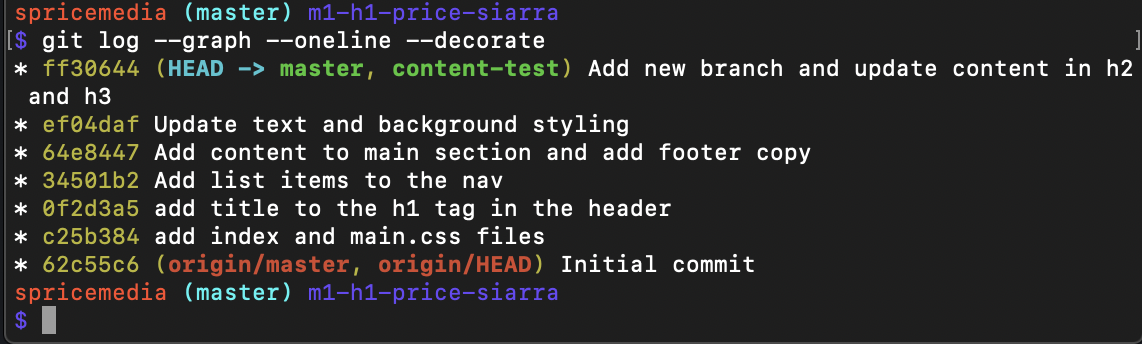 spricemedia (master) m1-h1-price-siarra
[$ git log --graph --oneline --decorate ]
* ff30644 (HEAD -> master, content-test) Add new branch and update content in h2
and h3
* ef04daf Update text and background styling
* 64e8447 Add content to main section and add footer copy
* 34501b2 Add list items to the nav
* 0f2d3a5 add title to the h1 tag in the header
* c25b384 add index and main.css files
* 62c55c6 (origin/master, origin/HEAD) Initial commit
spricemedia (master) m1-h1-price-siarra
$